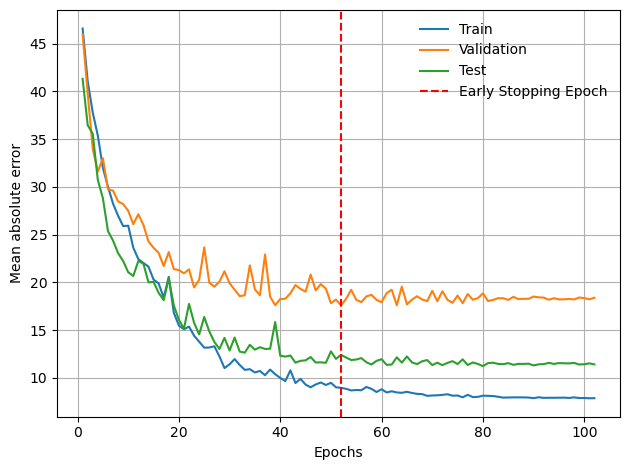 Train
Validation
Test
Early Stopping Epoch
Mean absolute error
45
40
35
30
25
20
15
10
0 20 40 60 80 100
Epochs